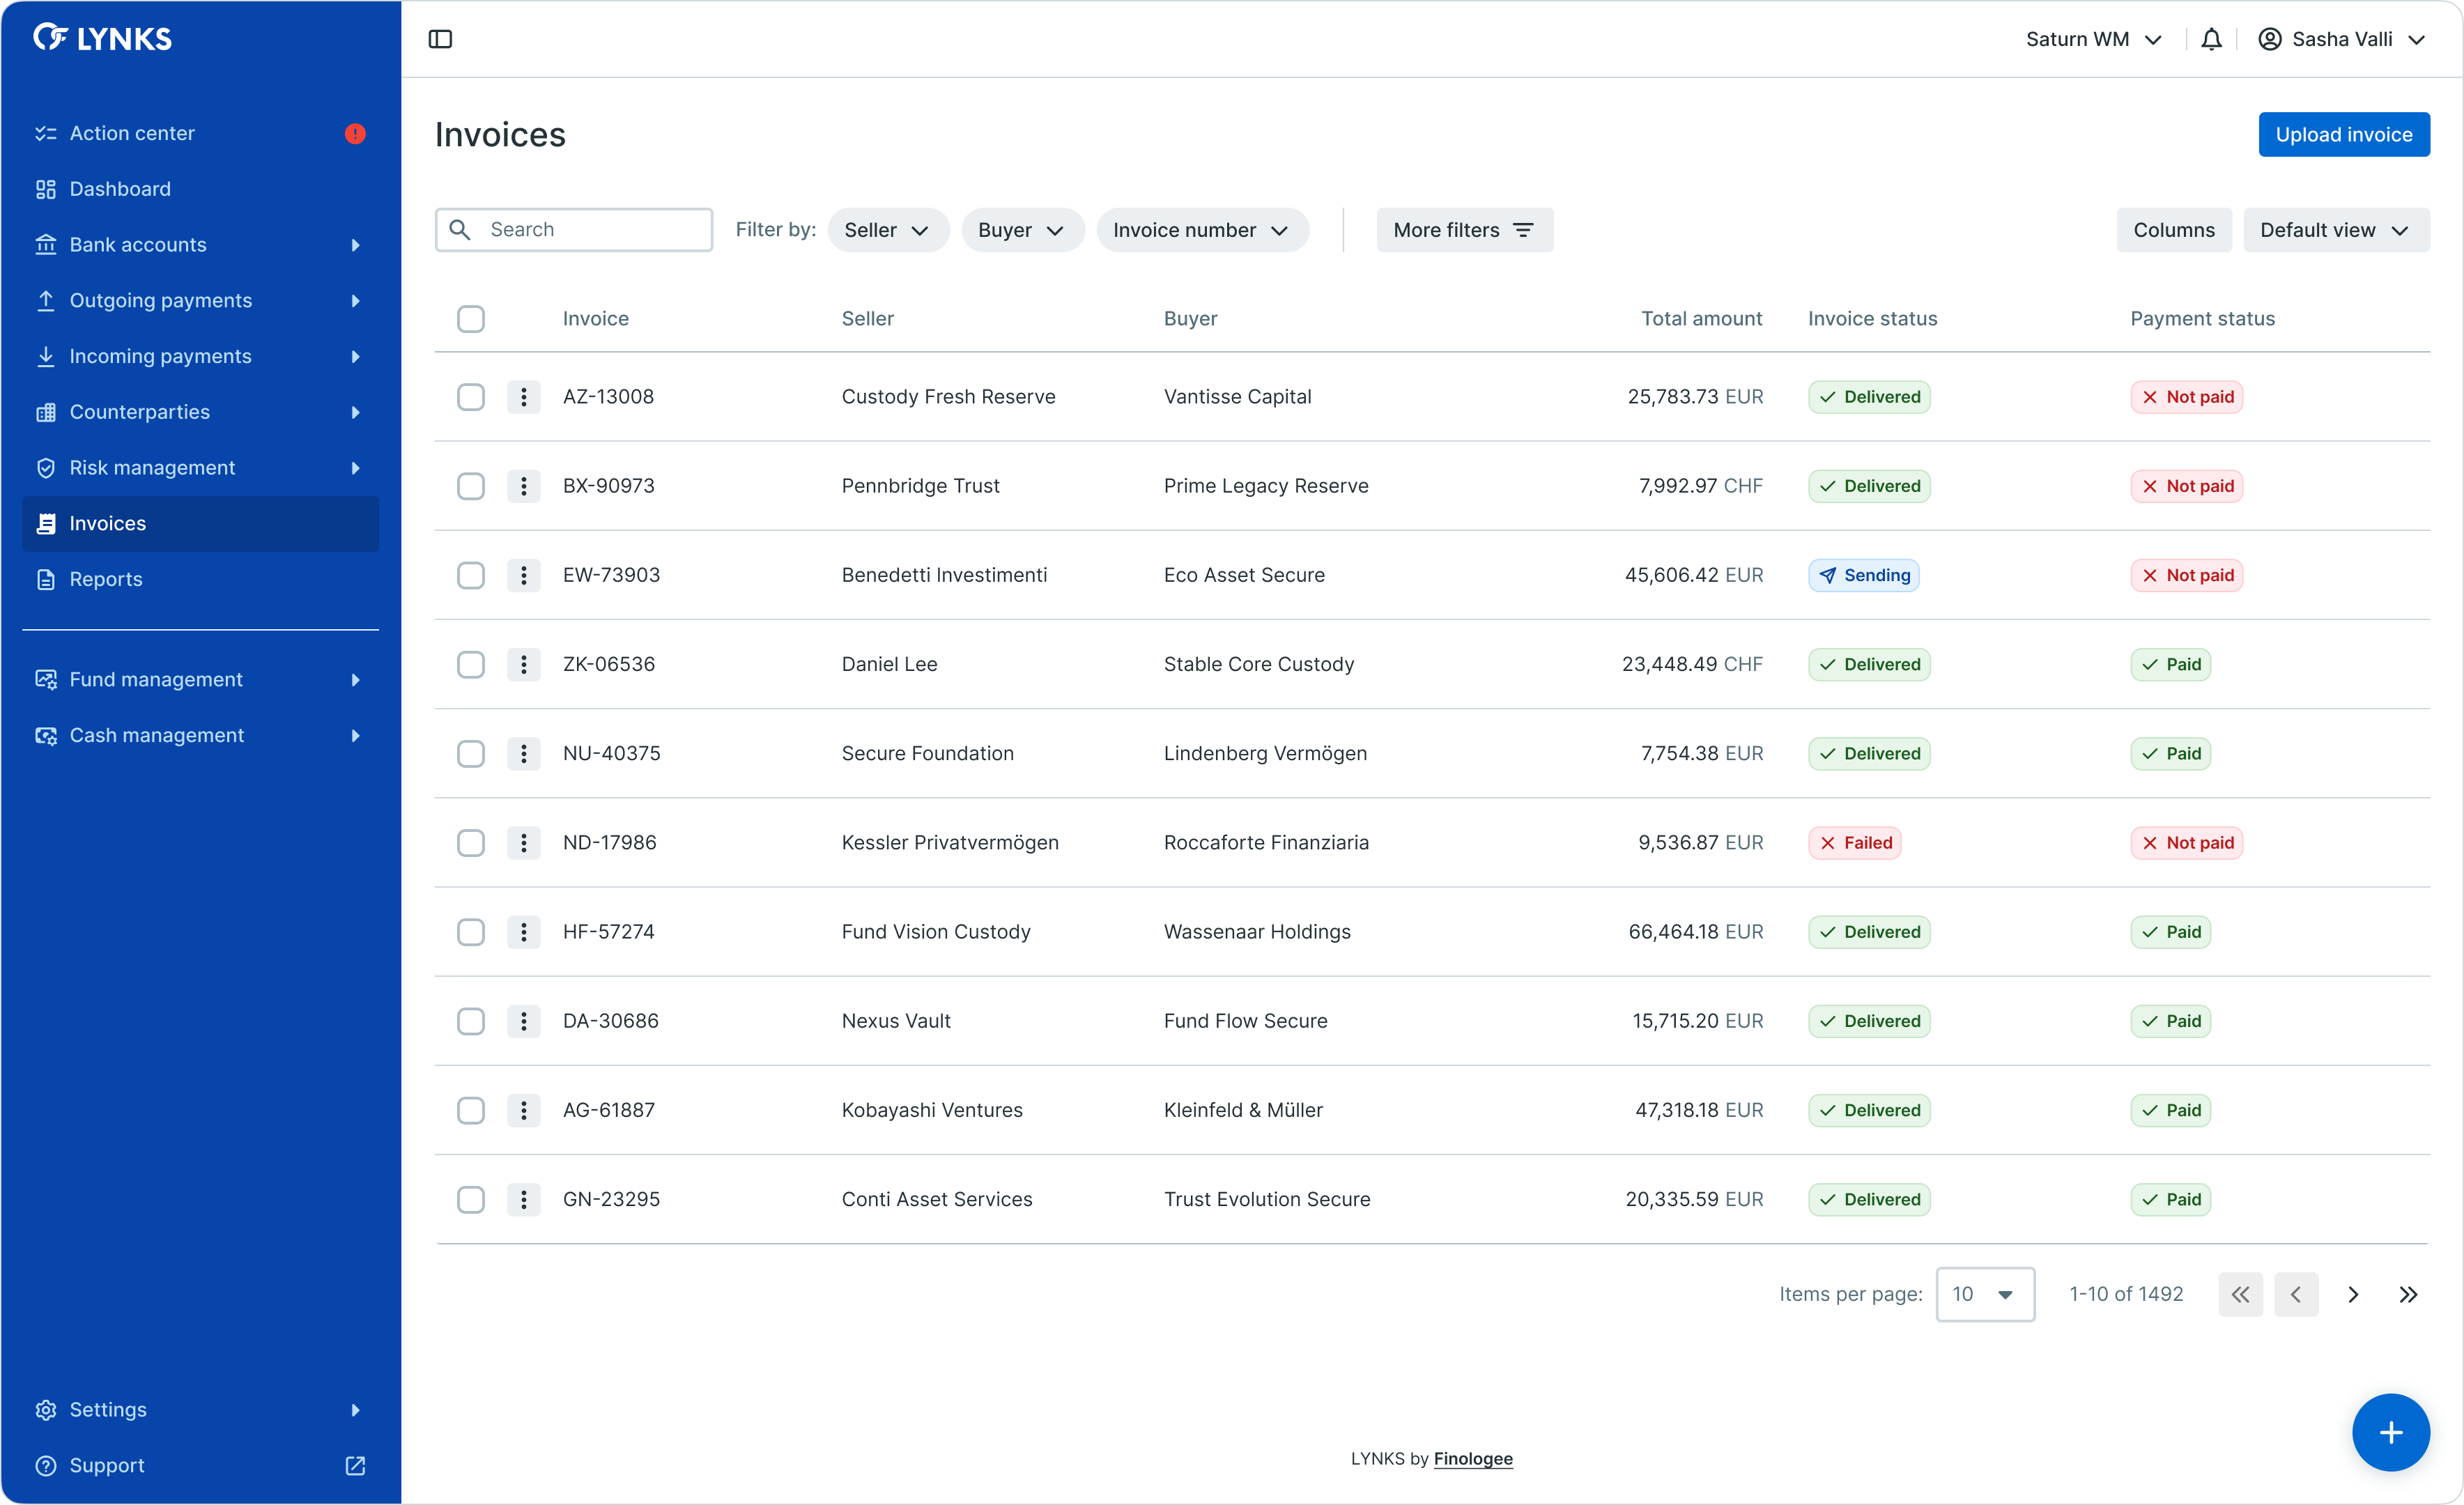 LYNKS
Saturn WM
Sasha Valli
Action center
Dashboard
Bank accounts
Outgoing payments
Incoming payments
Counterparties
Risk management
Invoices
Reports
Fund management
Cash management
Settings
Support
Invoices
Upload invoice
Search
Filter by:
Seller
Buyer
Invoice number
More filters
Columns
Default view
Invoice Seller Buyer Total amount Invoice status Payment status
AZ-13008 Custody Fresh Reserve Vantisse Capital 25,783.73 EUR Delivered Not paid
BX-90973 Pennbridge Trust Prime Legacy Reserve 7,992.97 CHF Delivered Not paid
EW-73903 Benedetti Investimenti Eco Asset Secure 45,606.42 EUR Sending Not paid
ZK-06536 Daniel Lee Stable Core Custody 23,448.49 CHF Delivered Paid
NU-40375 Secure Foundation Lindenberg Vermögen 7,754.38 EUR Delivered Paid
ND-17986 Kessler Privatvermögen Roccaforte Finanziaria 9,536.87 EUR Failed Not paid
HF-57274 Fund Vision Custody Wassenaar Holdings 66,464.18 EUR Delivered Paid
DA-30686 Nexus Vault Fund Flow Secure 15,715.20 EUR Delivered Paid
AG-61887 Kobayashi Ventures Kleinfeld & Müller 47,318.18 EUR Delivered Paid
GN-23295 Conti Asset Services Trust Evolution Secure 20,335.59 EUR Delivered Paid
Items per page: 10 1-10 of 1492
LYNKS by Finologee